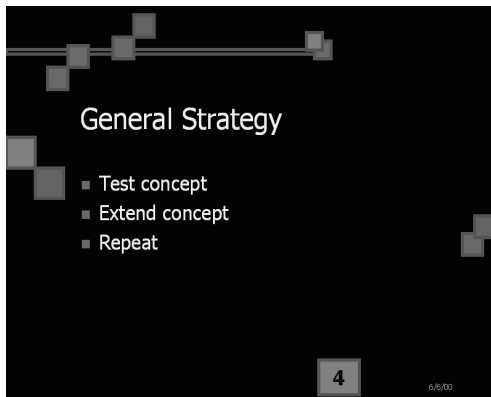 General Strategy
Test concept
Extend concept
Repeat
4
6/6/00